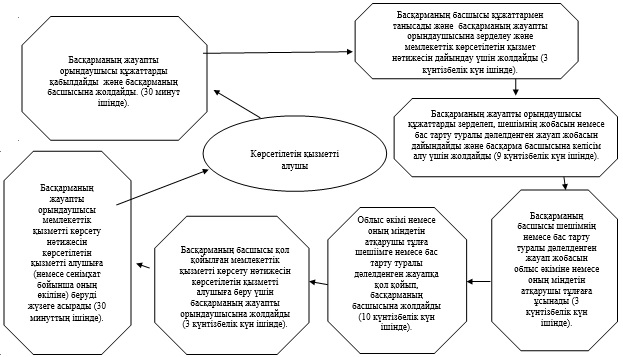 Басқарманың жауапты
орындаушысы құжаттарды
қабылдайды  және басқарманың
басшысына жолдайды. (30 минут
ішінде).
Басқарманың басшысы құжаттармен
танысады және  басқарманың жауапты
орындаушысына зерделеу және
мемлекеттік көрсетілетін қызмет
нәтижесін дайындау үшін жолдайды (3
күнтізбелік күн ішінде).
Басқарманың жауапты орындаушысы
құжаттарды зерделеп, шешімнің жобасын немесе
бас тарту туралы дәлелденген жауап жобасын
дайындайды және басқарма басшысына келісім
алу үшін жолдайды (9 күнтізбелік күн ішінде).
Көрсетілетін қызметті
алушы
Басқарманың
басшысы шешімнің
немесе бас тарту
туралы дәлелденген
жауап жобасын
облыс әкіміне немесе
оның міндетін
атқарушы тұлғаға
ұсынады (3
күнтізбелік күн
ішінде).
Облыс әкімі немесе
оның міндетін
атқарушы тұлға
шешіімге немесе бас
тарту туралы
дәлелденген жауапқа
қол қойып,
басқарманың
басшысына жолдайды
(10 күнтізбелік күн
ішінде).
Басқарманың басшысы қол
қойылған мемлекеттік
қызметті көрсету нәтижесін
көрсетілетін қызметті
алушыға беру үшін
басқарманың жауапты
орындаушысына жолдайды
(3 күнтізбелік күн ішінде).
Басқарманың
жауапты
орындаушысы
мемлекеттік
қызметті көрсету
нәтижесін
көрсетілетін
қызметті алушыға
(немесе сенімхат
бойынша оның
өкіліне) беруді
жүзеге асырады (30
минуттың ішінде).